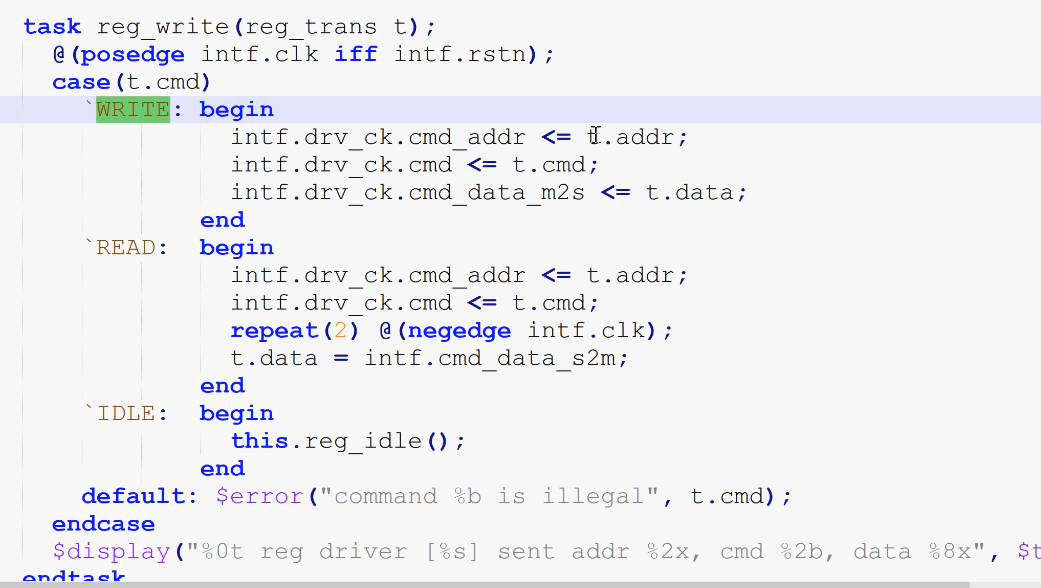 task reg_write(reg_trans t);
@(posedge intf.clk iff intf.rstn);
case(t.cmd)
`WRITE: begin
intf.drv_ck.cmd_addr <= t.addr;
intf.drv_ck.cmd <= t.cmd;
intf.drv_ck.cmd_data_m2s <= t.data;
end
`READ: begin
intf.drv_ck.cmd_addr <= t.addr;
intf.drv_ck.cmd <= t.cmd;
repeat(2) @(negedge intf.clk);
t.data = intf.cmd_data_s2m;
end
`IDLE: begin
this.reg_idle();
end
default: $error("command %b is illegal", t.cmd);
endcase
$display("%0t reg driver [%s] sent addr %2x, cmd %2b, data %8x", $t
endtask